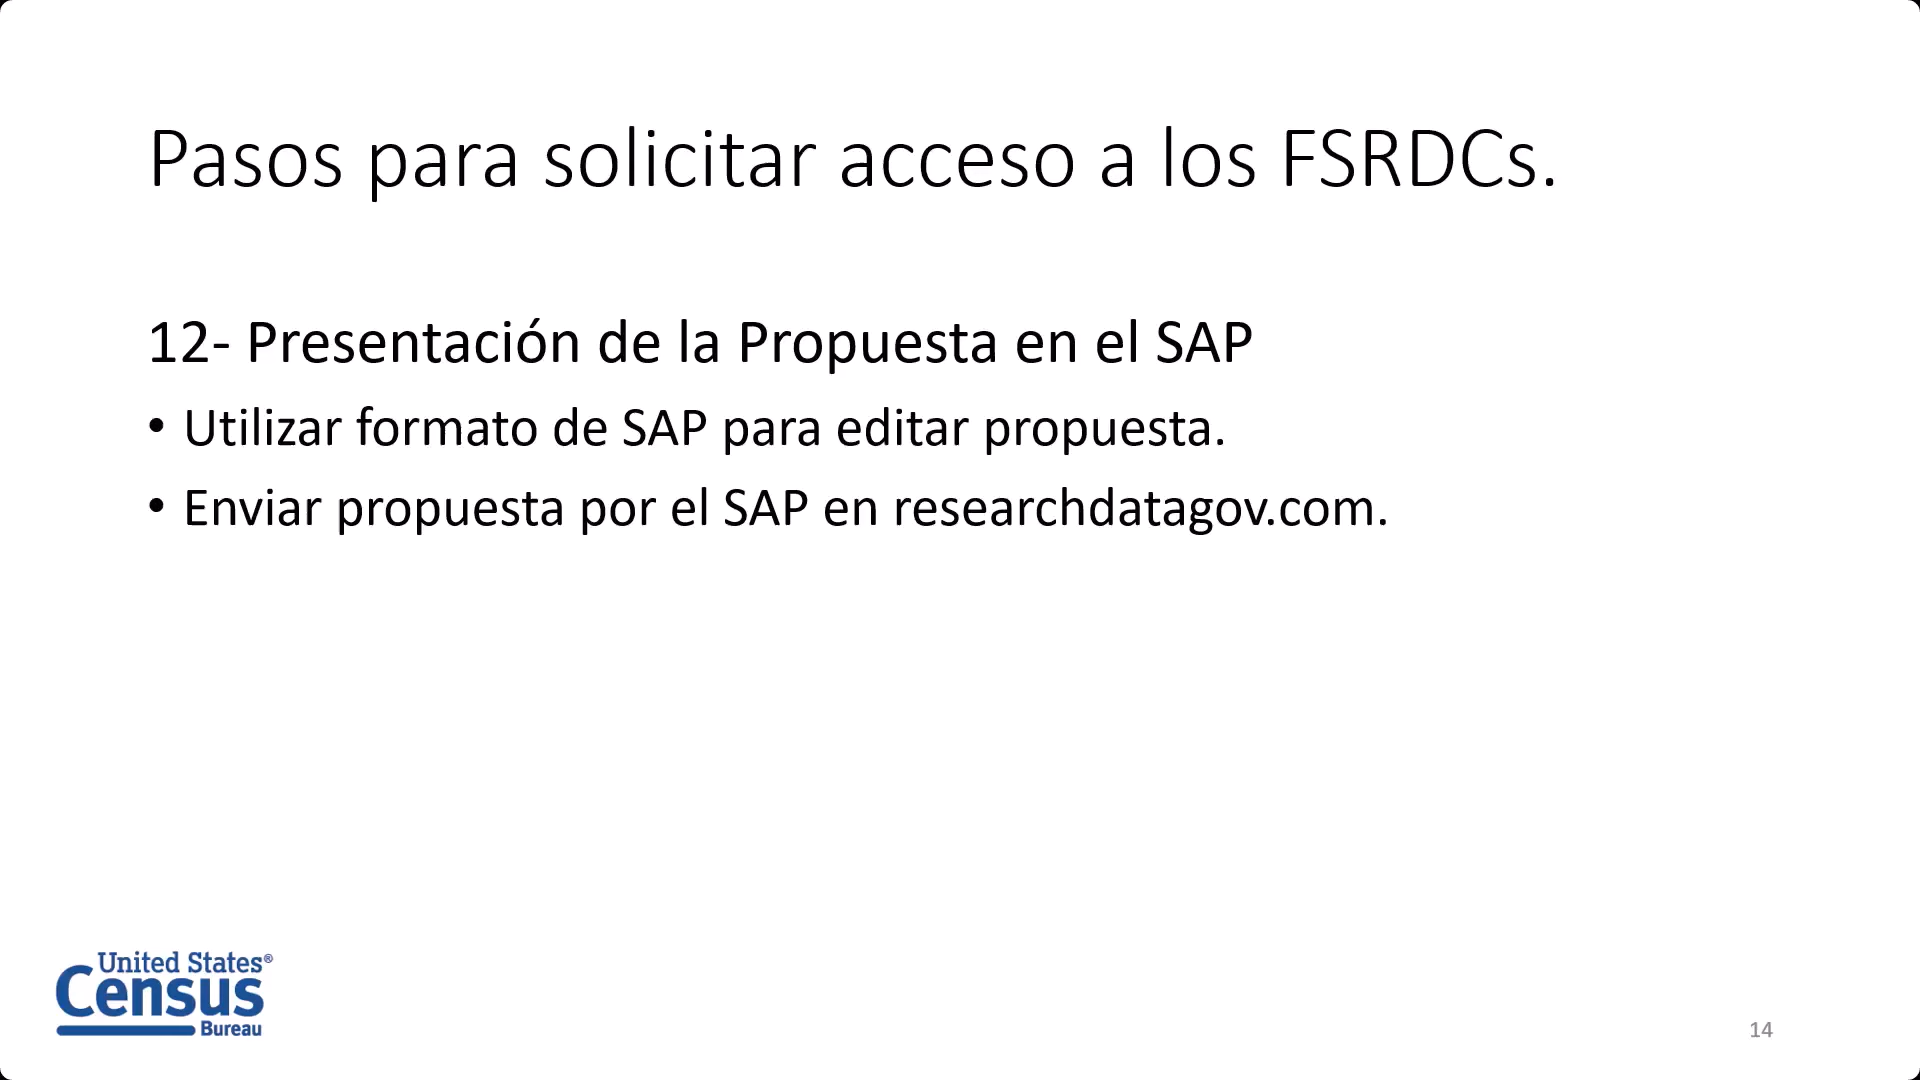 Pasos para solicitar acceso a los FSRDCs.
12- Presentación de la Propuesta en el SAP
• Utilizar formato de SAP para editar propuesta.
• Enviar propuesta por el SAP en researchdatagov.com.
United States®
Census
Bureau
14